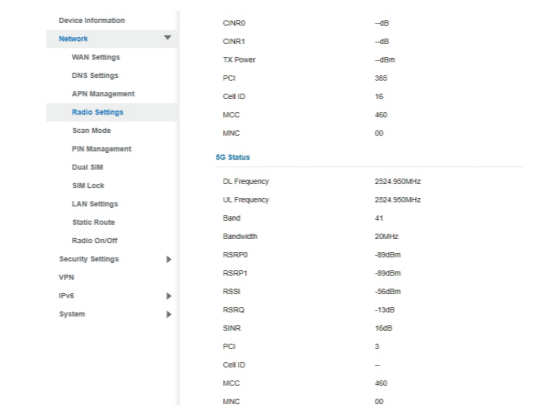 Device Information
Network
WAN Settings
DNS Settings
APN Management
Radio Settings
Scan Mode
PIN Management
Dual SIM
SIM Lock
LAN Settings
Static Route
Radio On/Off
Security Settings
VPN
IPv6
System
CINR0 --dB
CINR1 --dB
TX Power --dBm
PCI 385
Cell ID 16
MCC 460
MNC 00
5G Status
DL Frequency 2524.950MHz
UL Frequency 2524.950MHz
Band 41
Bandwidth 20MHz
RSRP0 -89dBm
RSRP1 -89dBm
RSSI -56dBm
RSRQ -13dB
SINR 16dB
PCI 3
Cell ID --
MCC 460
MNC 00